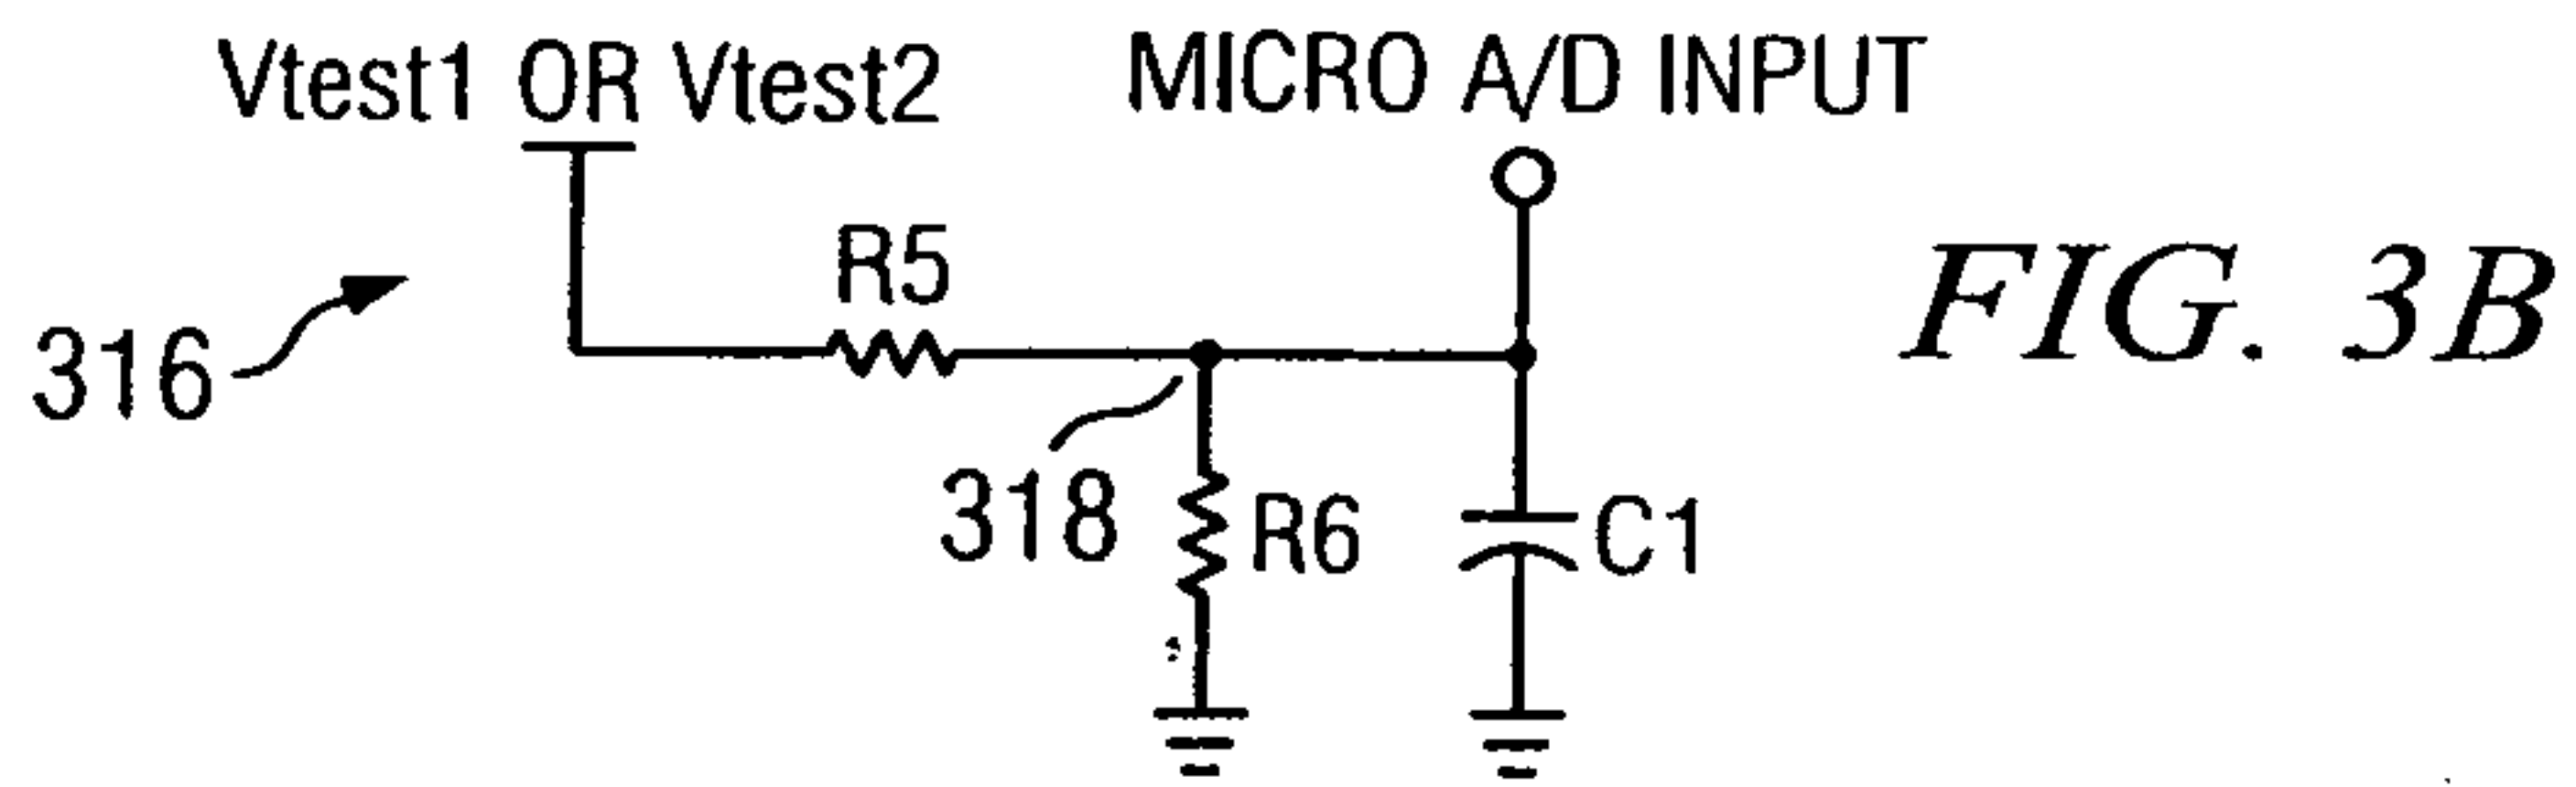 Vtest1 OR Vtest2
MICRO A/D INPUT
R5
FIG. 3B
316
318
R6
C1